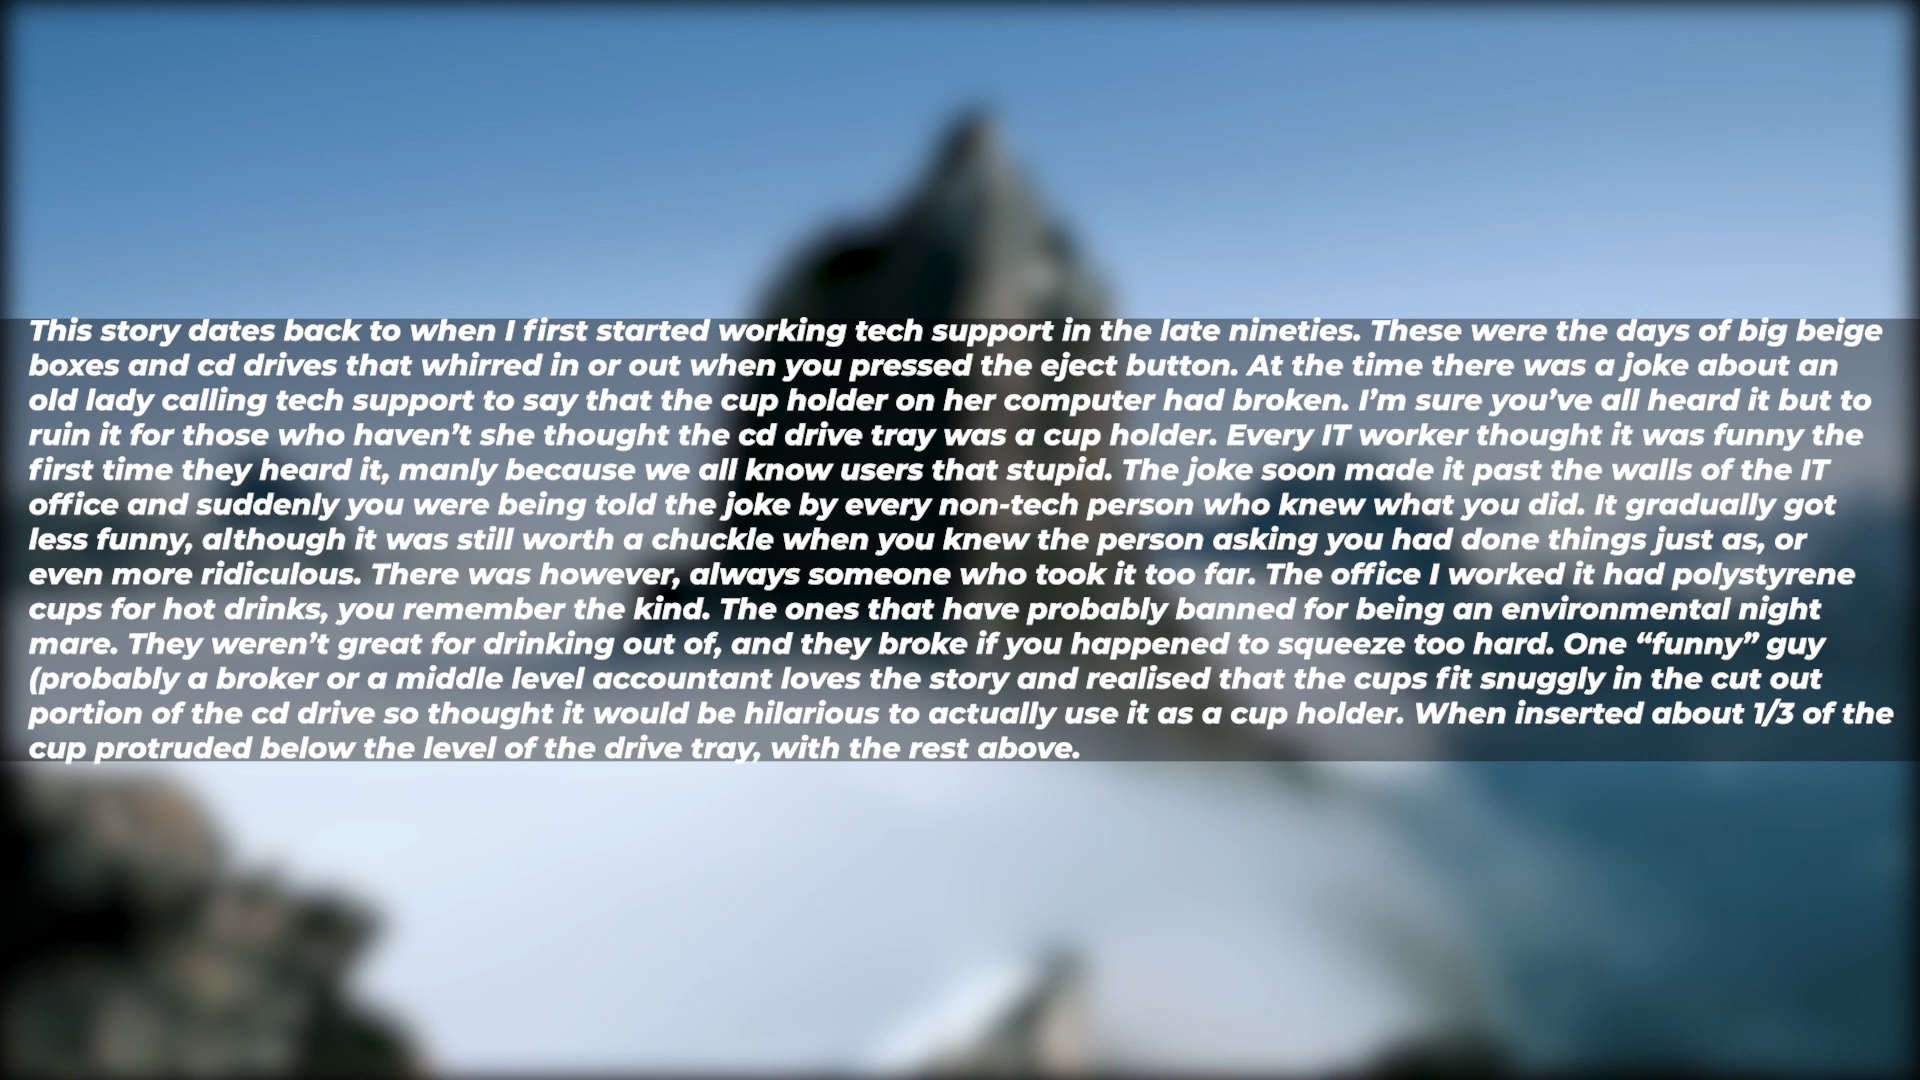 This story dates back to when I first started working tech support in the late nineties. These were the days of big beige
boxes and cd drives that whirred in or out when you pressed the eject button. At the time there was a joke about an
old lady calling tech support to say that the cup holder on her computer had broken. I’m sure you’ve all heard it but to
ruin it for those who haven’t she thought the cd drive tray was a cup holder. Every IT worker thought it was funny the
first time they heard it, manly because we all know users that stupid. The joke soon made it past the walls of the IT
office and suddenly you were being told the joke by every non-tech person who knew what you did. It gradually got
less funny, although it was still worth a chuckle when you knew the person asking you had done things just as, or
even more ridiculous. There was however, always someone who took it too far. The office I worked it had polystyrene
cups for hot drinks, you remember the kind. The ones that have probably banned for being an environmental night
mare. They weren’t great for drinking out of, and they broke if you happened to squeeze too hard. One “funny” guy
(probably a broker or a middle level accountant loves the story and realised that the cups fit snuggly in the cut out
portion of the cd drive so thought it would be hilarious to actually use it as a cup holder. When inserted about 1/3 of the
cup protruded below the level of the drive tray, with the rest above.